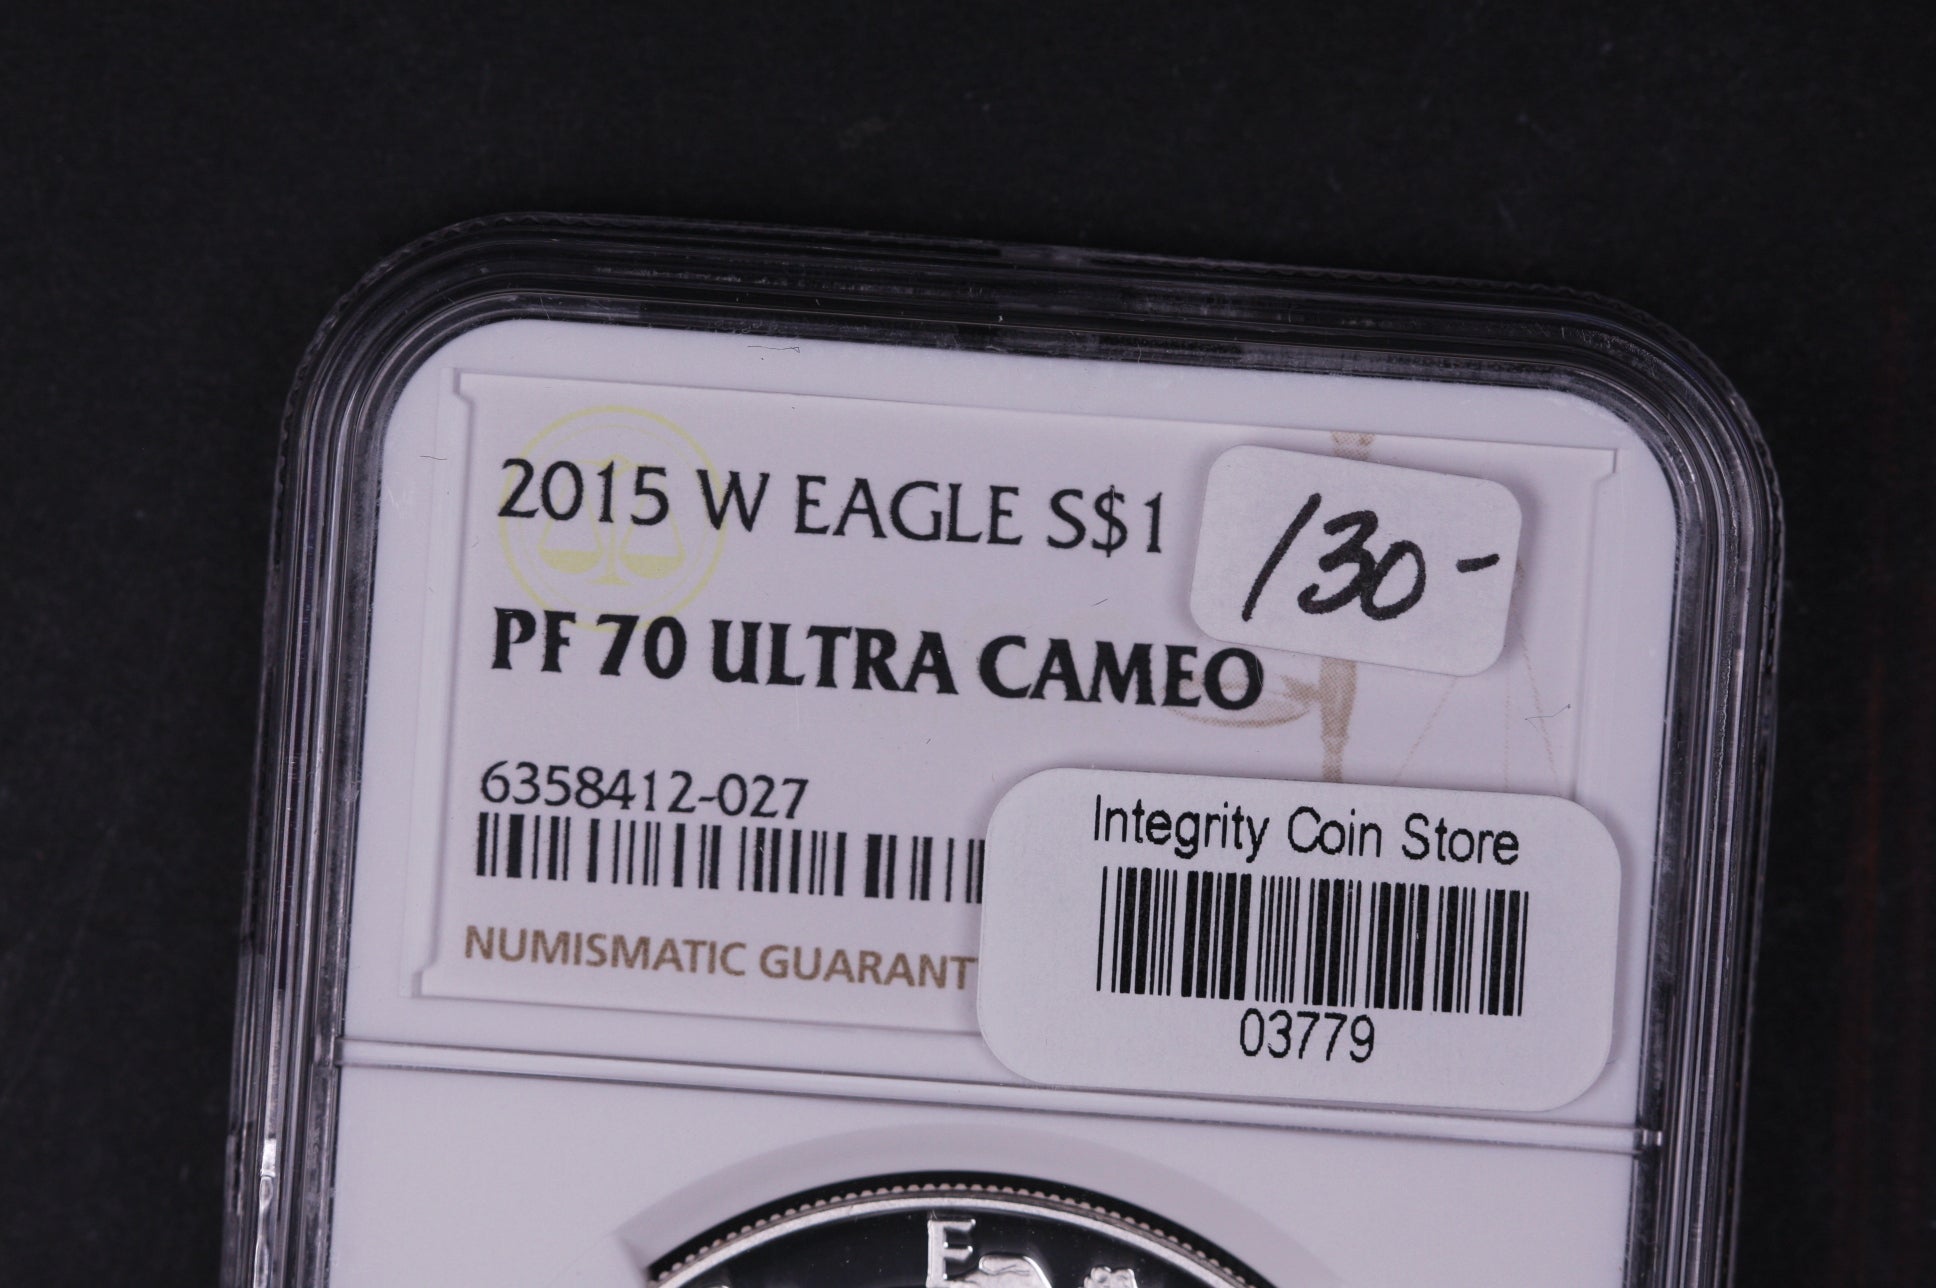 2015 W EAGLE S$1
130-
PF 70 ULTRA CAMEO
6358412-027
NUMISMATIC GUARANT
Integrity Coin Store
03779
E